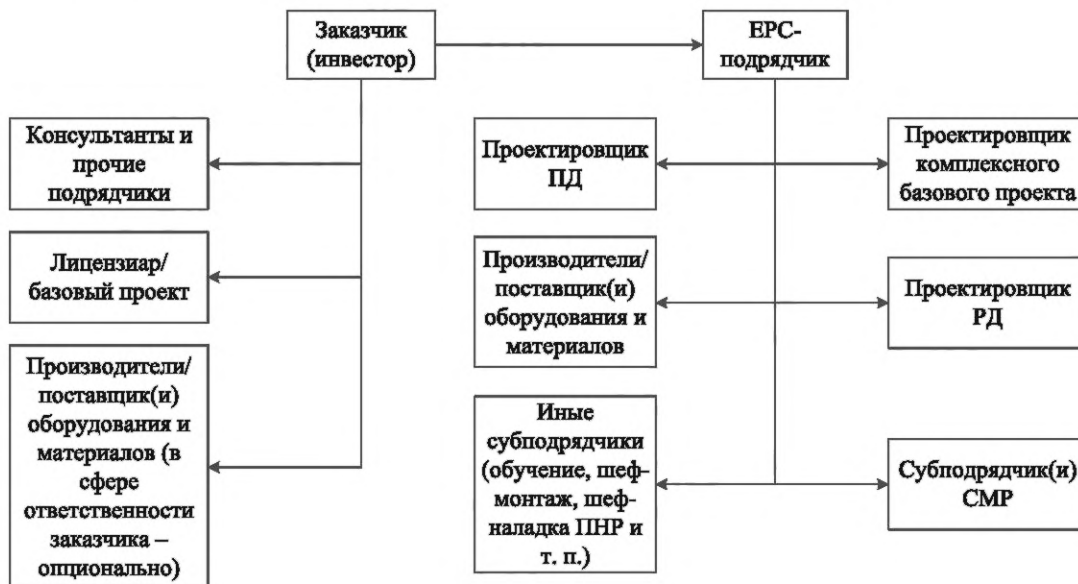 Заказчик
(инвестор)
EPC-
подрядчик
Консультанты и
прочие
подрядчики
Проектировщик
ПД
Проектировщик
комплексного
базового проекта
Лицензиар/
базовый проект
Производители/
поставщик(и)
оборудования и
материалов
Проектировщик
РД
Производители/
поставщик(и)
оборудования и
материалов (в
сфере
ответственности
заказчика –
опционально)
Иные
субподрядчики
(обучение, шеф-
монтаж, шеф-
наладка ПНР и
т. п.)
Субподрядчик(и)
СМР